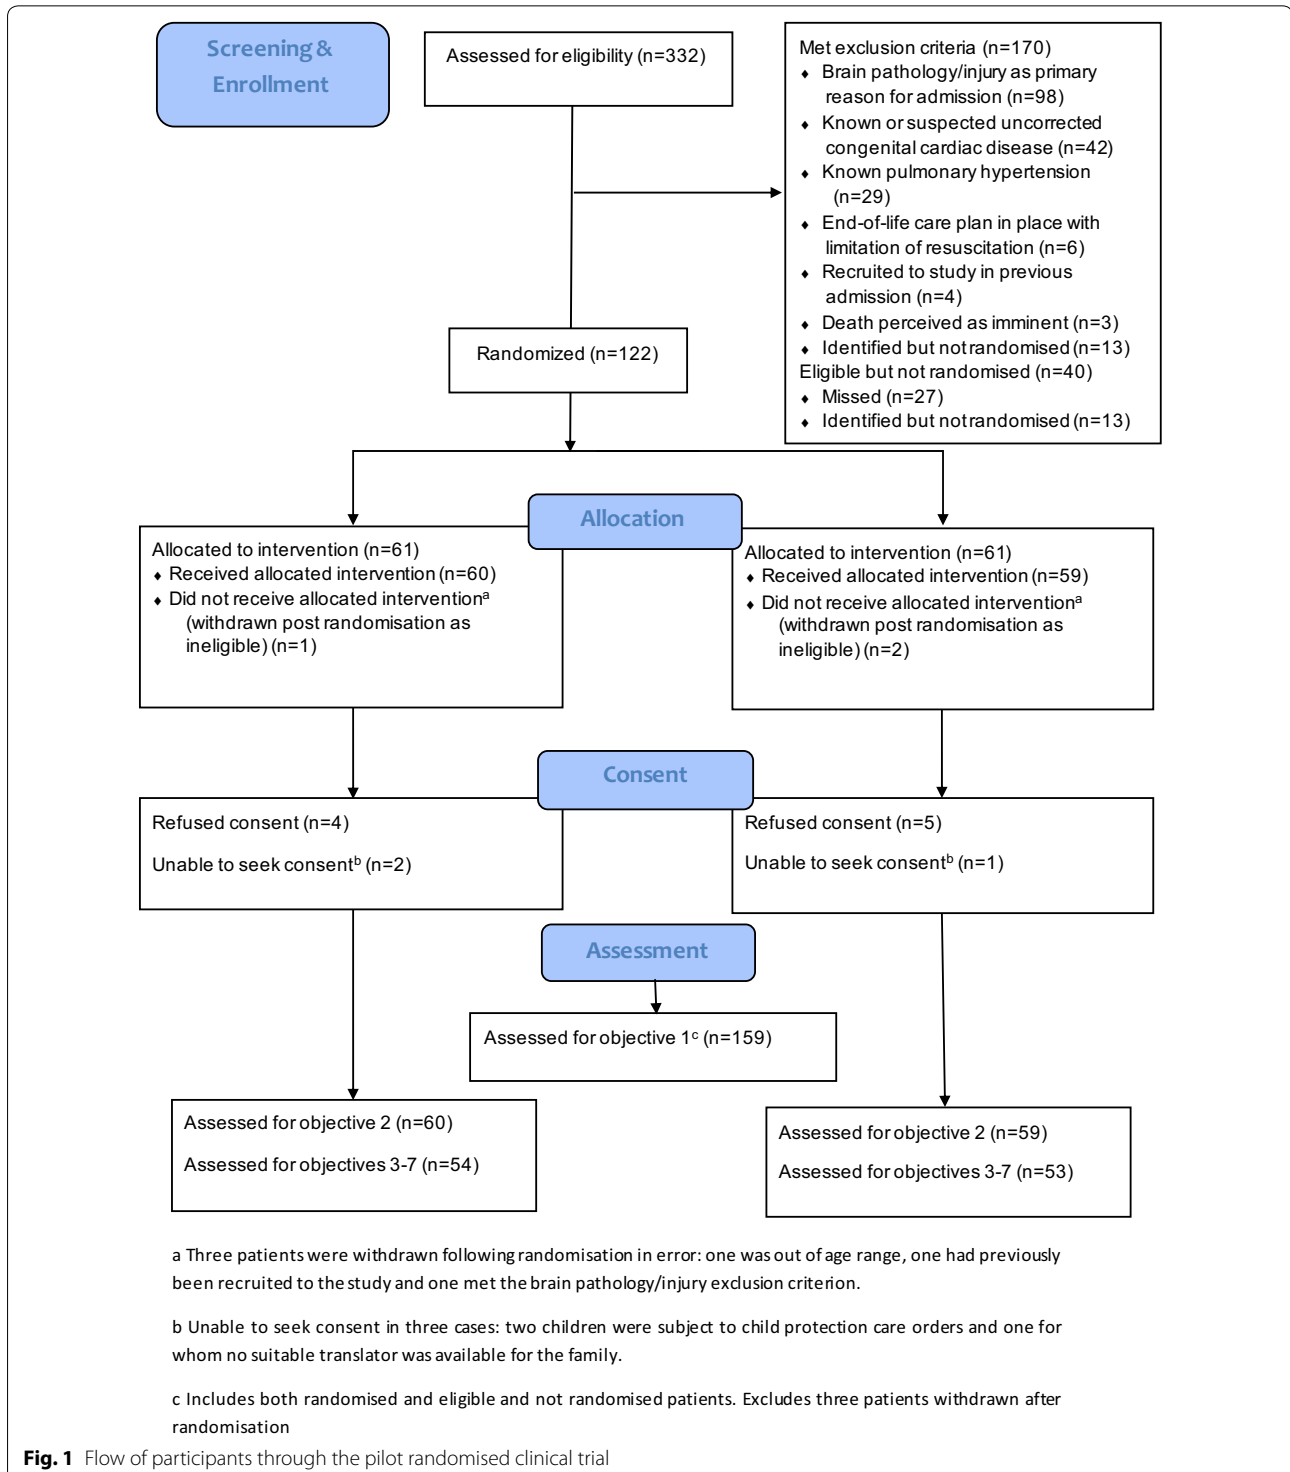 Screening &
Enrollment
Assessed for eligibility (n=332)
Met exclusion criteria (n=170)
⬧ Brain pathology/injury as primary
reason for admission (n=98)
⬧ Known or suspected uncorrected
congenital cardiac disease (n=42)
⬧ Known pulmonary hypertension
(n=29)
⬧ End-of-life care plan in place with
limitation of resuscitation (n=6)
⬧ Recruited to study in previous
admission (n=4)
⬧ Death perceived as imminent (n=3)
⬧ Identified but not randomised (n=13)
Eligible but not randomised (n=40)
⬧ Missed (n=27)
⬧ Identified but not randomised (n=13)
Randomized (n=122)
Allocation
Allocated to intervention (n=61)
⬧ Received allocated intervention (n=60)
⬧ Did not receive allocated interventionᵃ
(withdrawn post randomisation as
ineligible) (n=1)
Allocated to intervention (n=61)
⬧ Received allocated intervention (n=59)
⬧ Did not receive allocated interventionᵃ
(withdrawn post randomisation as
ineligible) (n=2)
Consent
Refused consent (n=4)
Unable to seek consentᵇ (n=2)
Refused consent (n=5)
Unable to seek consentᵇ (n=1)
Assessment
Assessed for objective 1ᶜ (n=159)
Assessed for objective 2 (n=60)
Assessed for objectives 3-7 (n=54)
Assessed for objective 2 (n=59)
Assessed for objectives 3-7 (n=53)
a Three patients were withdrawn following randomisation in error: one was out of age range, one had previously
been recruited to the study and one met the brain pathology/injury exclusion criterion.
b Unable to seek consent in three cases: two children were subject to child protection care orders and one for
whom no suitable translator was available for the family.
c Includes both randomised and eligible and not randomised patients. Excludes three patients withdrawn after
randomisation
Fig. 1 Flow of participants through the pilot randomised clinical trial